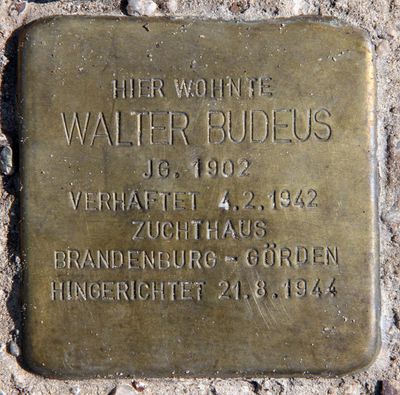 HIER WOHNTE
WALTER BUDEUS
JG. 1902
VERHAFTET 4.2.1942
ZUCHTHAUS
BRANDENBURG - GÖRDEN
HINGERICHTET 21.8.1944